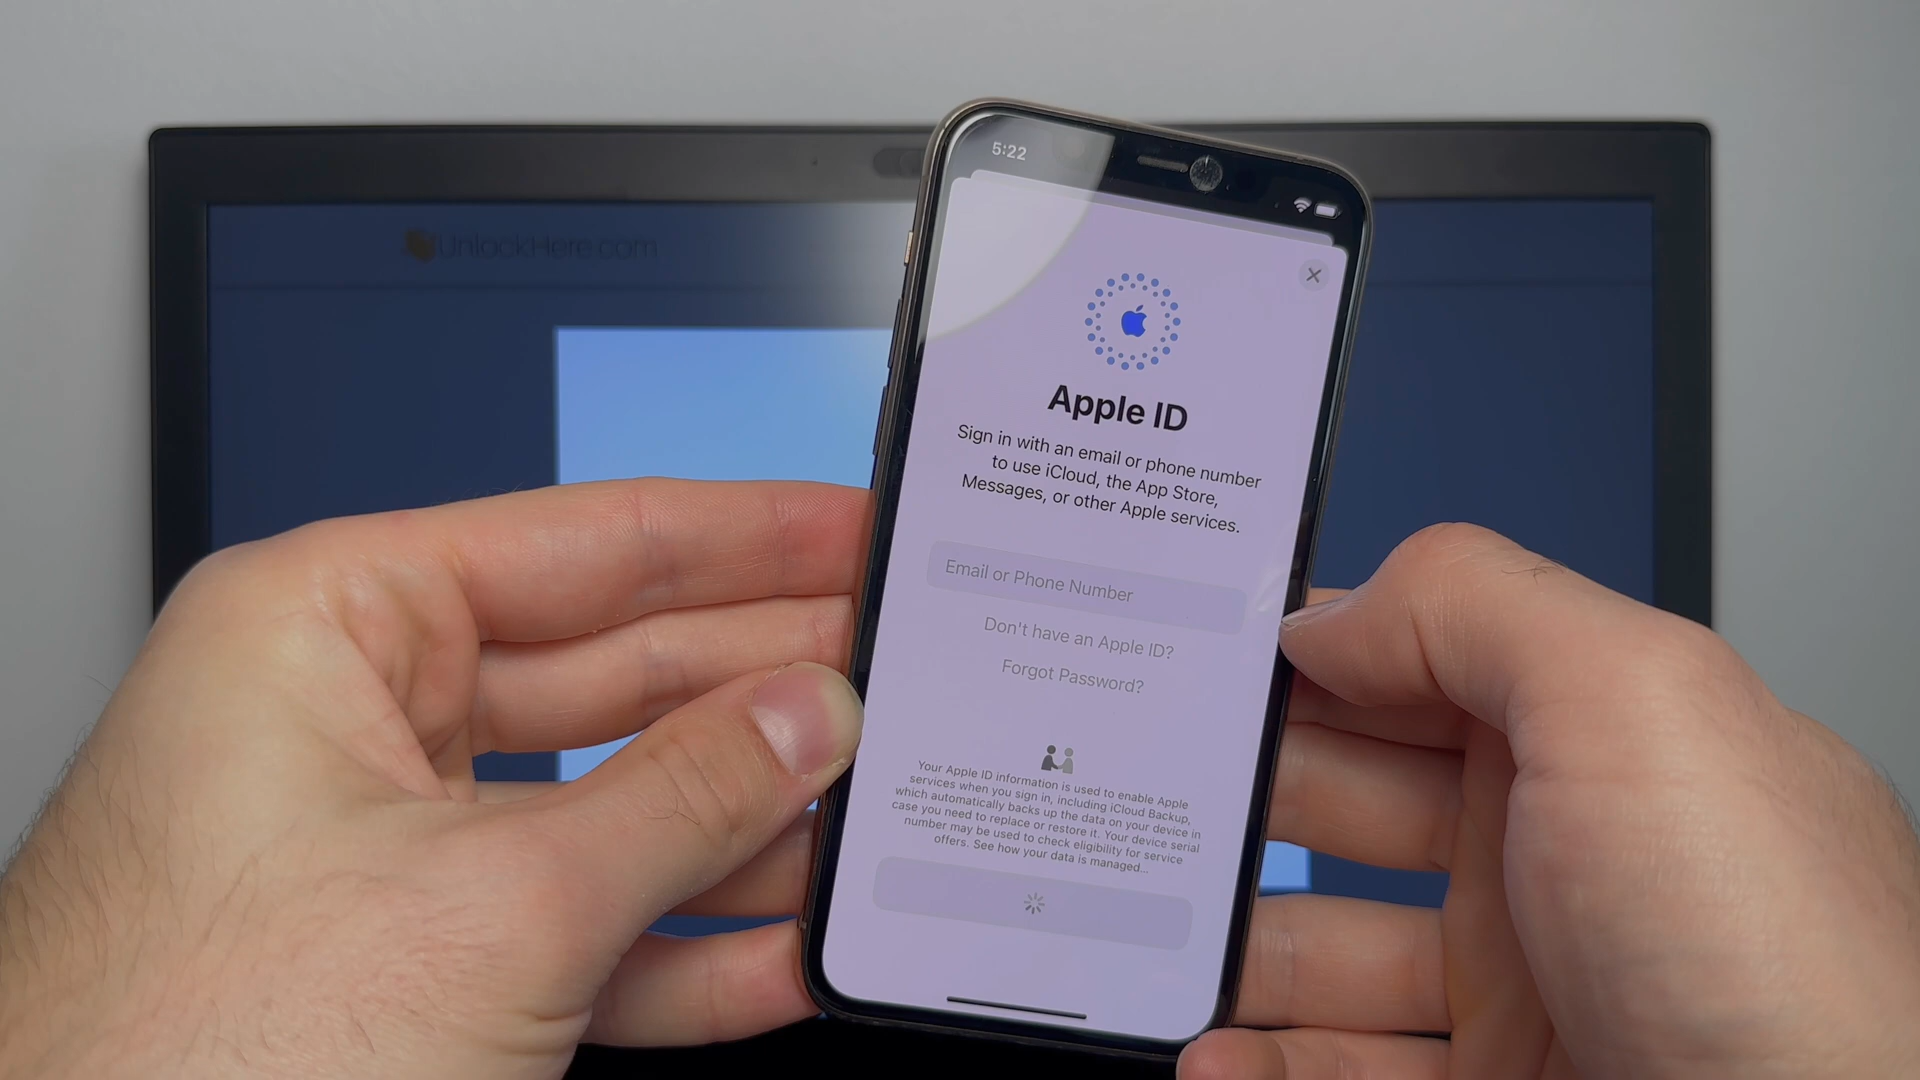 UnlockHere.com
5:22
Apple ID
Sign in with an email or phone number
to use iCloud, the App Store,
Messages, or other Apple services.
Email or Phone Number
Don't have an Apple ID?
Forgot Password?
Your Apple ID information is used to enable Apple
services when you sign in, including iCloud Backup,
which automatically backs up the data on your device in
case you need to replace or restore it. Your device serial
number may be used to check eligibility for service
offers. See how your data is managed...